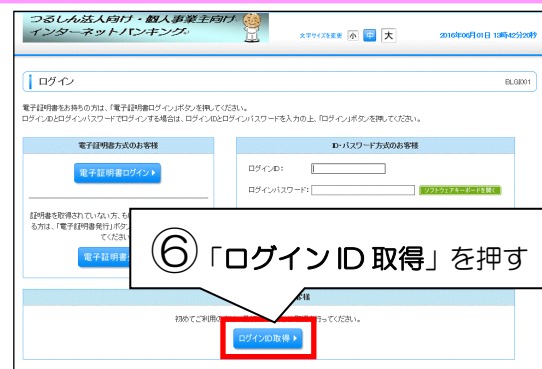 つるしん法人向け・個人事業主向け
インターネットバンキング
文字サイズを変更 小 中 大
2016年06月01日 13時42分20秒
ログイン
BLGI001
電子証明書をお持ちの方は、「電子証明書ログイン」ボタンを押してください。
ログインIDとログインパスワードでログインする場合は、ログインIDとログインパスワードを入力の上、「ログイン」ボタンを押してください。
電子証明書方式のお客様
電子証明書ログイン
証明書を取得されていない方、も
る方は、「電子証明書発行」ボタン
てください
電子証明書
ID・パスワード方式のお客様
ログインID:
ログインパスワード:
ソフトウェアキーボードを開く
⑥「ログインID取得」を押す
客様
初めてご利用の
行ってください。
ログインID取得